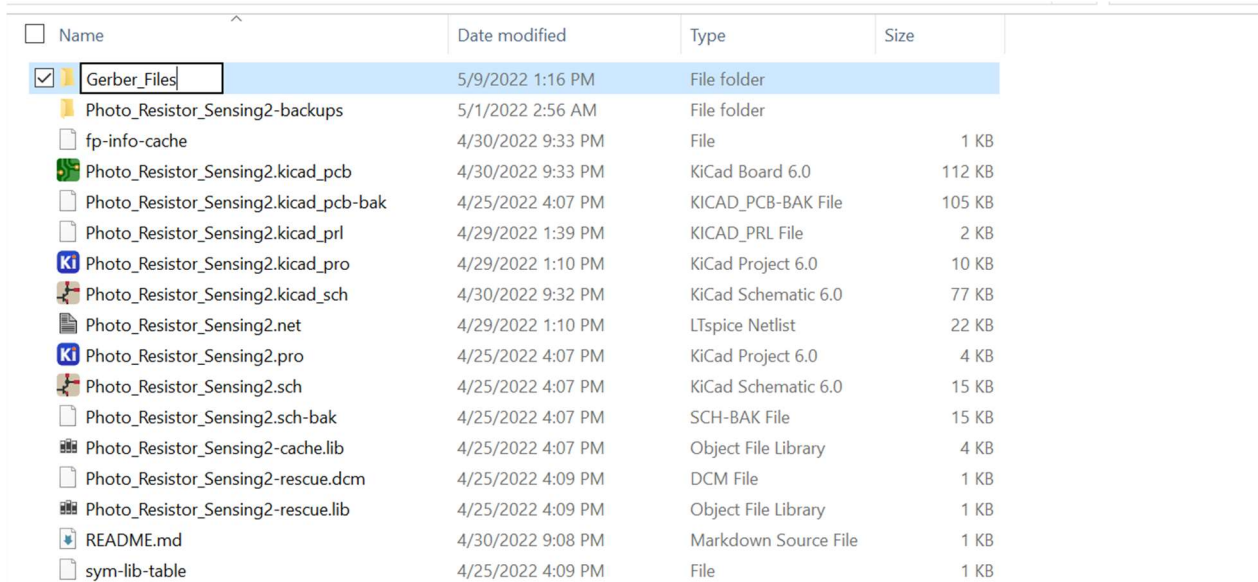 Name Date modified Type Size
Gerber_Files 5/9/2022 1:16 PM File folder
Photo_Resistor_Sensing2-backups 5/1/2022 2:56 AM File folder
fp-info-cache 4/30/2022 9:33 PM File 1 KB
Photo_Resistor_Sensing2.kicad_pcb 4/30/2022 9:33 PM KiCad Board 6.0 112 KB
Photo_Resistor_Sensing2.kicad_pcb-bak 4/25/2022 4:07 PM KICAD_PCB-BAK File 105 KB
Photo_Resistor_Sensing2.kicad_prl 4/29/2022 1:39 PM KICAD_PRL File 2 KB
Ki Photo_Resistor_Sensing2.kicad_pro 4/29/2022 1:10 PM KiCad Project 6.0 10 KB
Photo_Resistor_Sensing2.kicad_sch 4/30/2022 9:32 PM KiCad Schematic 6.0 77 KB
Photo_Resistor_Sensing2.net 4/29/2022 1:10 PM LTspice Netlist 22 KB
Ki Photo_Resistor_Sensing2.pro 4/25/2022 4:07 PM KiCad Project 6.0 4 KB
Photo_Resistor_Sensing2.sch 4/25/2022 4:07 PM KiCad Schematic 6.0 15 KB
Photo_Resistor_Sensing2.sch-bak 4/25/2022 4:07 PM SCH-BAK File 15 KB
Photo_Resistor_Sensing2-cache.lib 4/25/2022 4:07 PM Object File Library 4 KB
Photo_Resistor_Sensing2-rescue.dcm 4/25/2022 4:09 PM DCM File 1 KB
Photo_Resistor_Sensing2-rescue.lib 4/25/2022 4:09 PM Object File Library 1 KB
README.md 4/30/2022 9:08 PM Markdown Source File 1 KB
sym-lib-table 4/25/2022 4:09 PM File 1 KB